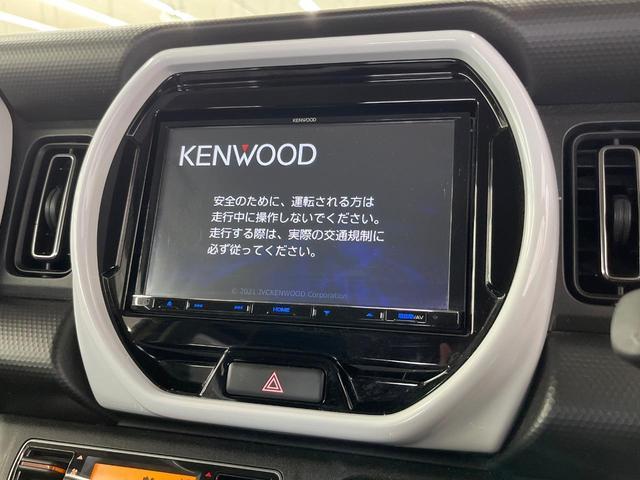 KENWOOD
KENWOOD
安全のために、運転される方は
走行中に操作しないでください。
走行する際は、実際の交通規制に
必ず従ってください。
© 2021 JVCKENWOOD Corporation
HOME